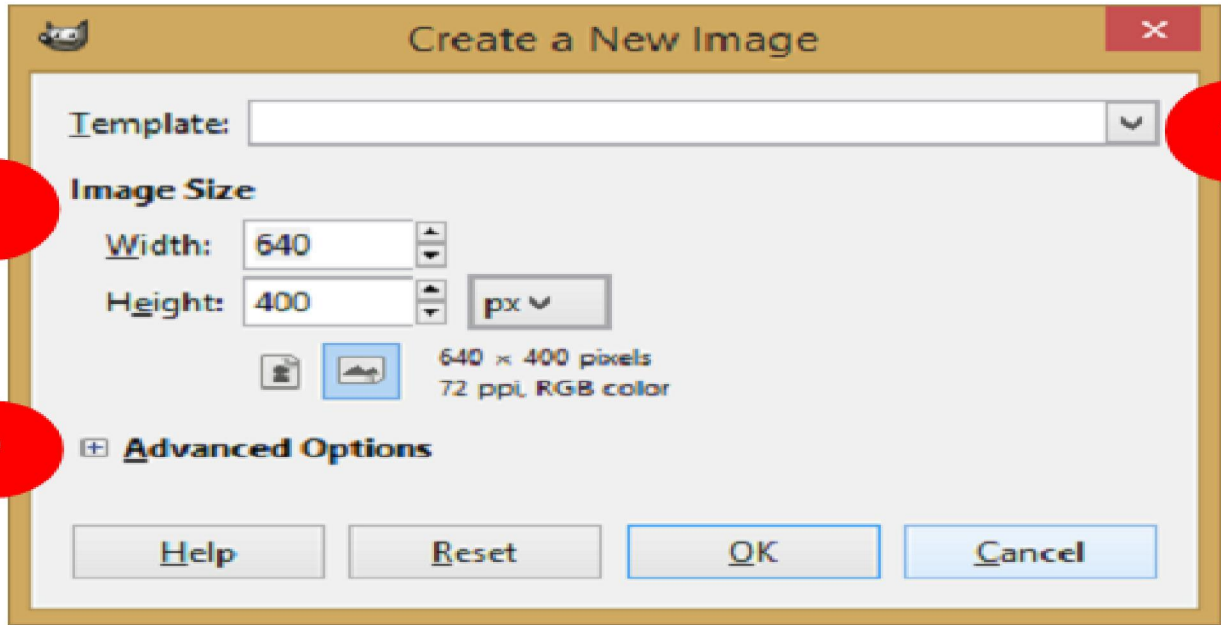 Create a New Image
Template:
Image Size
Width: 640
Height: 400 px
640 × 400 pixels
72 ppi, RGB color
Advanced Options
Help Reset OK Cancel